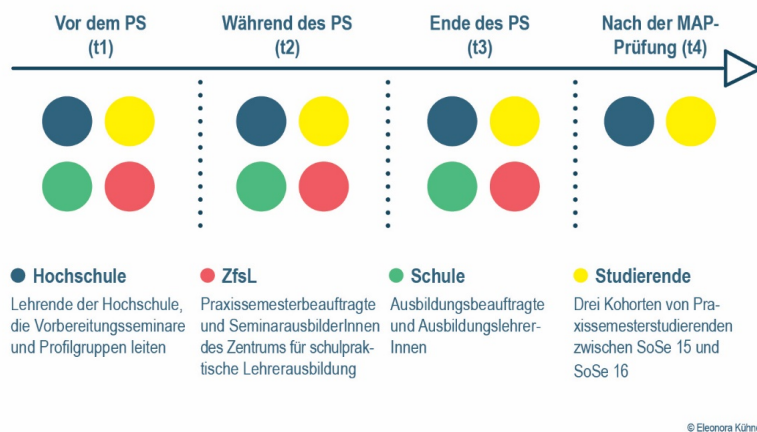 Vor dem PS
(t1)
Während des PS
(t2)
Ende des PS
(t3)
Nach der MAP-
Prüfung (t4)
Hochschule
Lehrende der Hochschule,
die Vorbereitungsseminare
und Profilgruppen leiten
ZfsL
Praxissemesterbeauftragte
und SeminarausbilderInnen
des Zentrums für schulprak-
tische Lehrerausbildung
Schule
Ausbildungsbeauftragte
und Ausbildungslehrer-
Innen
Studierende
Drei Kohorten von Pra-
xissemesterstudierenden
zwischen SoSe 15 und
SoSe 16
© Eleonora Kühne